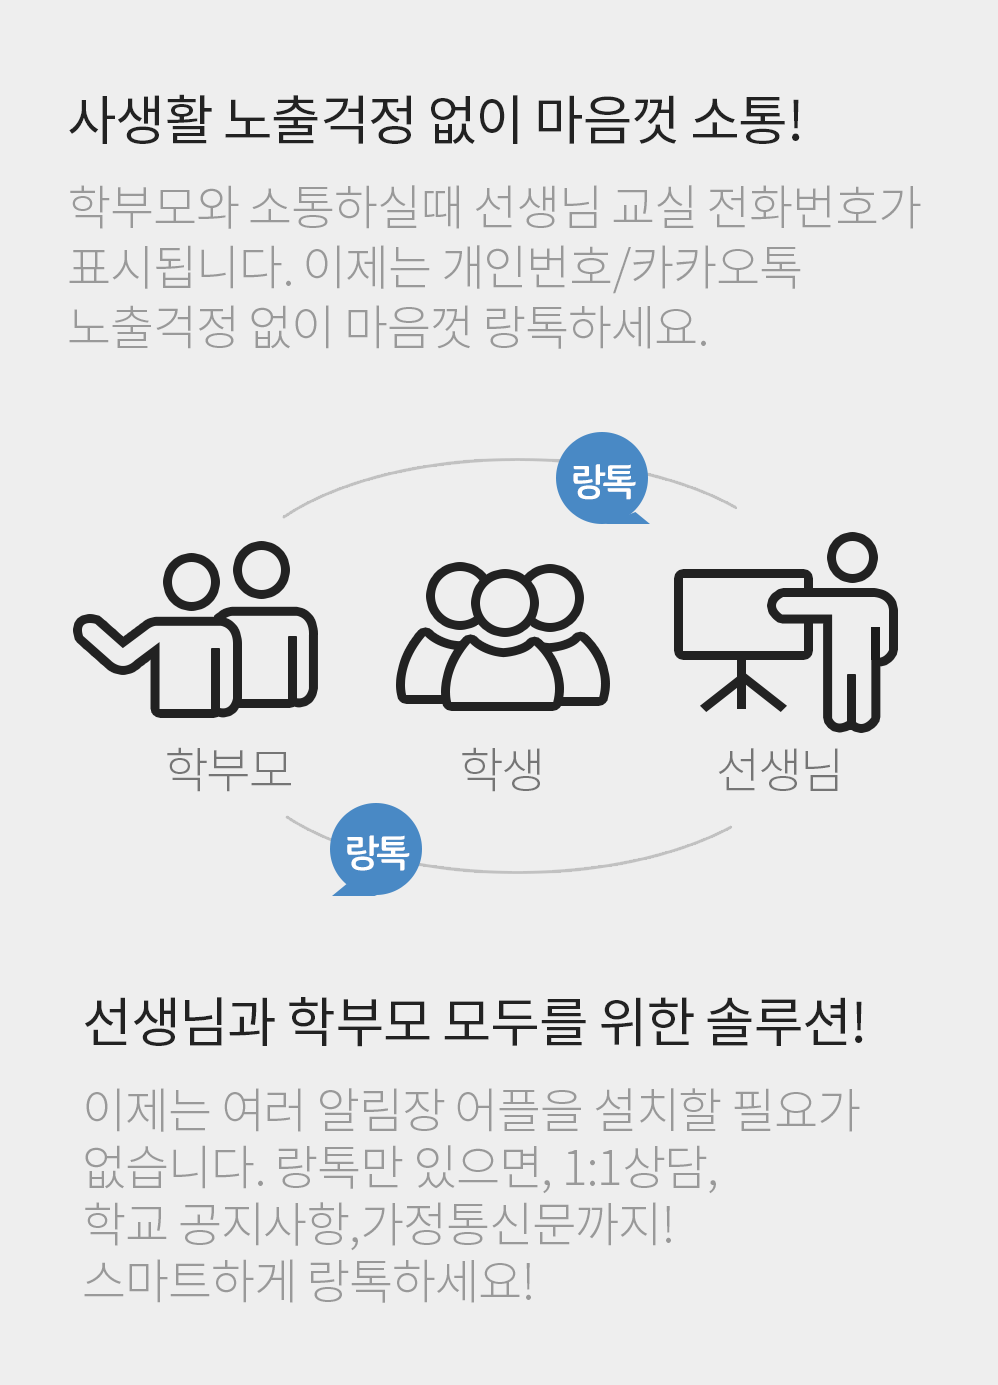 사생활 노출걱정 없이 마음껏 소통!
학부모와 소통하실때 선생님 교실 전화번호가
표시됩니다. 이제는 개인번호/카카오톡
노출걱정 없이 마음껏 랑톡하세요.
랑톡
학부모
학생
선생님
랑톡
선생님과 학부모 모두를 위한 솔루션!
이제는 여러 알림장 어플을 설치할 필요가
없습니다. 랑톡만 있으면, 1:1상담,
학교 공지사항,가정통신문까지!
스마트하게 랑톡하세요!